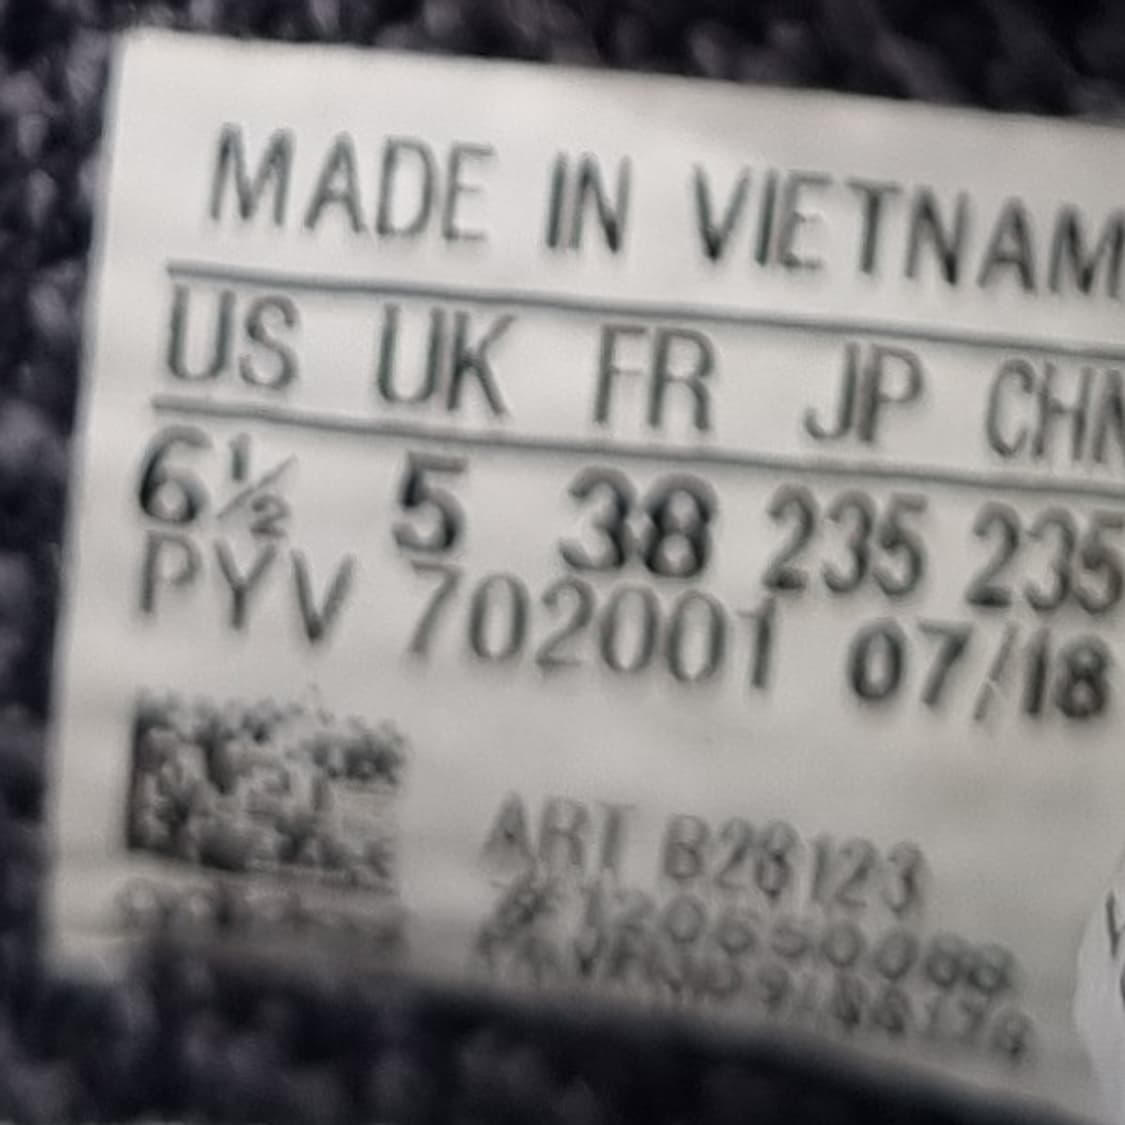 MADE IN VIETNAM
US UK FR JP CHN
6½ 5 38 235 235
PYV 702001 07/18
ART B28123